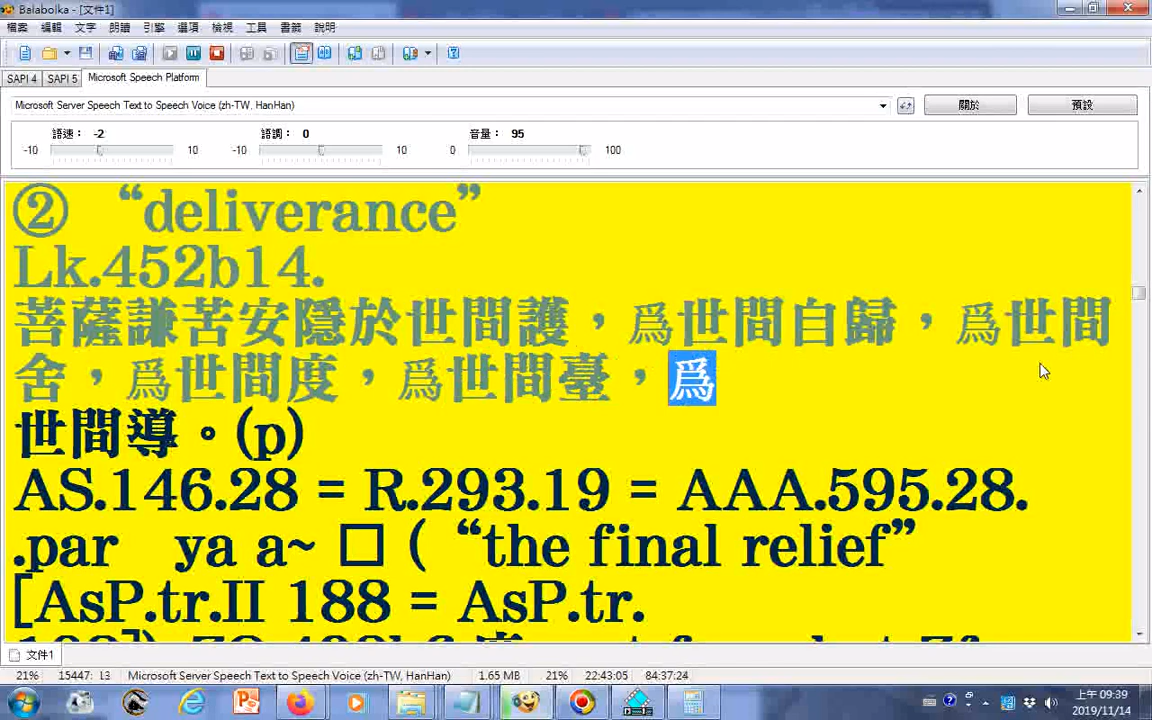 Balabolka - [文件1]
檔案 編輯 文字 朗讀 引擎 選項 檢視 工具 書籤 說明
SAPI 4 SAPI 5 Microsoft Speech Platform
Microsoft Server Speech Text to Speech Voice (zh-TW, HanHan) 關於 預設
語速： -2 語調： 0 音量： 95
-10 10 -10 10 0 100
② “deliverance”
Lk.452b14.
菩薩謙苦安隱於世間護，爲世間自歸，爲世間
舍，爲世間度，爲世間臺，爲
世間導。(p)
AS.146.28 = R.293.19 = AAA.595.28.
.par ya a~ □ (“the final relief”
[AsP.tr.II 188 = AsP.tr.
文件1
21% 15447: 13 Microsoft Server Speech Text to Speech Voice (zh-TW, HanHan) 1.65 MB 21% 22:43:05 84:37:24
上午 09:39
2019/11/14